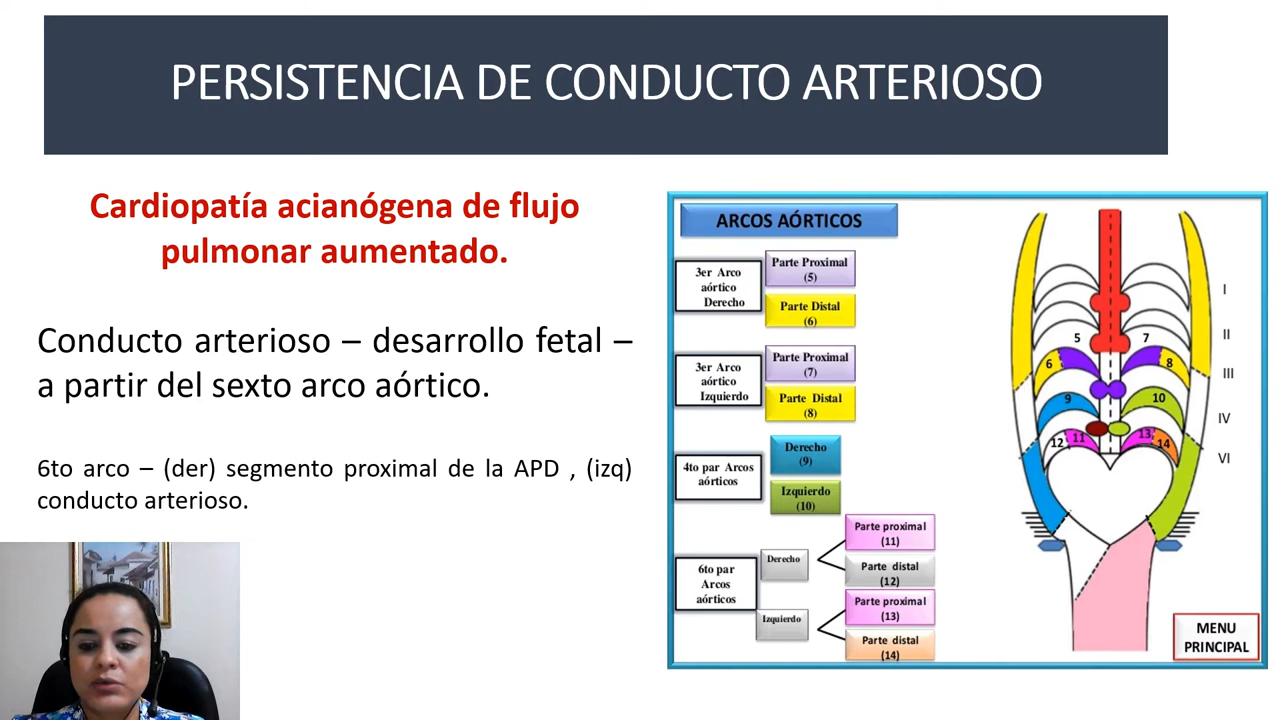 PERSISTENCIA DE CONDUCTO ARTERIOSO
Cardiopatía acianógena de flujo
pulmonar aumentado.
Conducto arterioso – desarrollo fetal –
a partir del sexto arco aórtico.
6to arco – (der) segmento proximal de la APD , (izq)
conducto arterioso.
ARCOS AÓRTICOS
3er Arco
aórtico
Derecho
Parte Proximal
(5)
Parte Distal
(6)
3er Arco
aórtico
Izquierdo
Parte Proximal
(7)
Parte Distal
(8)
4to par Arcos
aórticos
Derecho
(9)
Izquierdo
(10)
6to par
Arcos
aórticos
Derecho
Parte proximal
(11)
Parte distal
(12)
Izquierdo
Parte proximal
(13)
Parte distal
(14)
I
II
5
7
6
8
III
9
10
IV
12
11
13
14
VI
MENU
PRINCIPAL